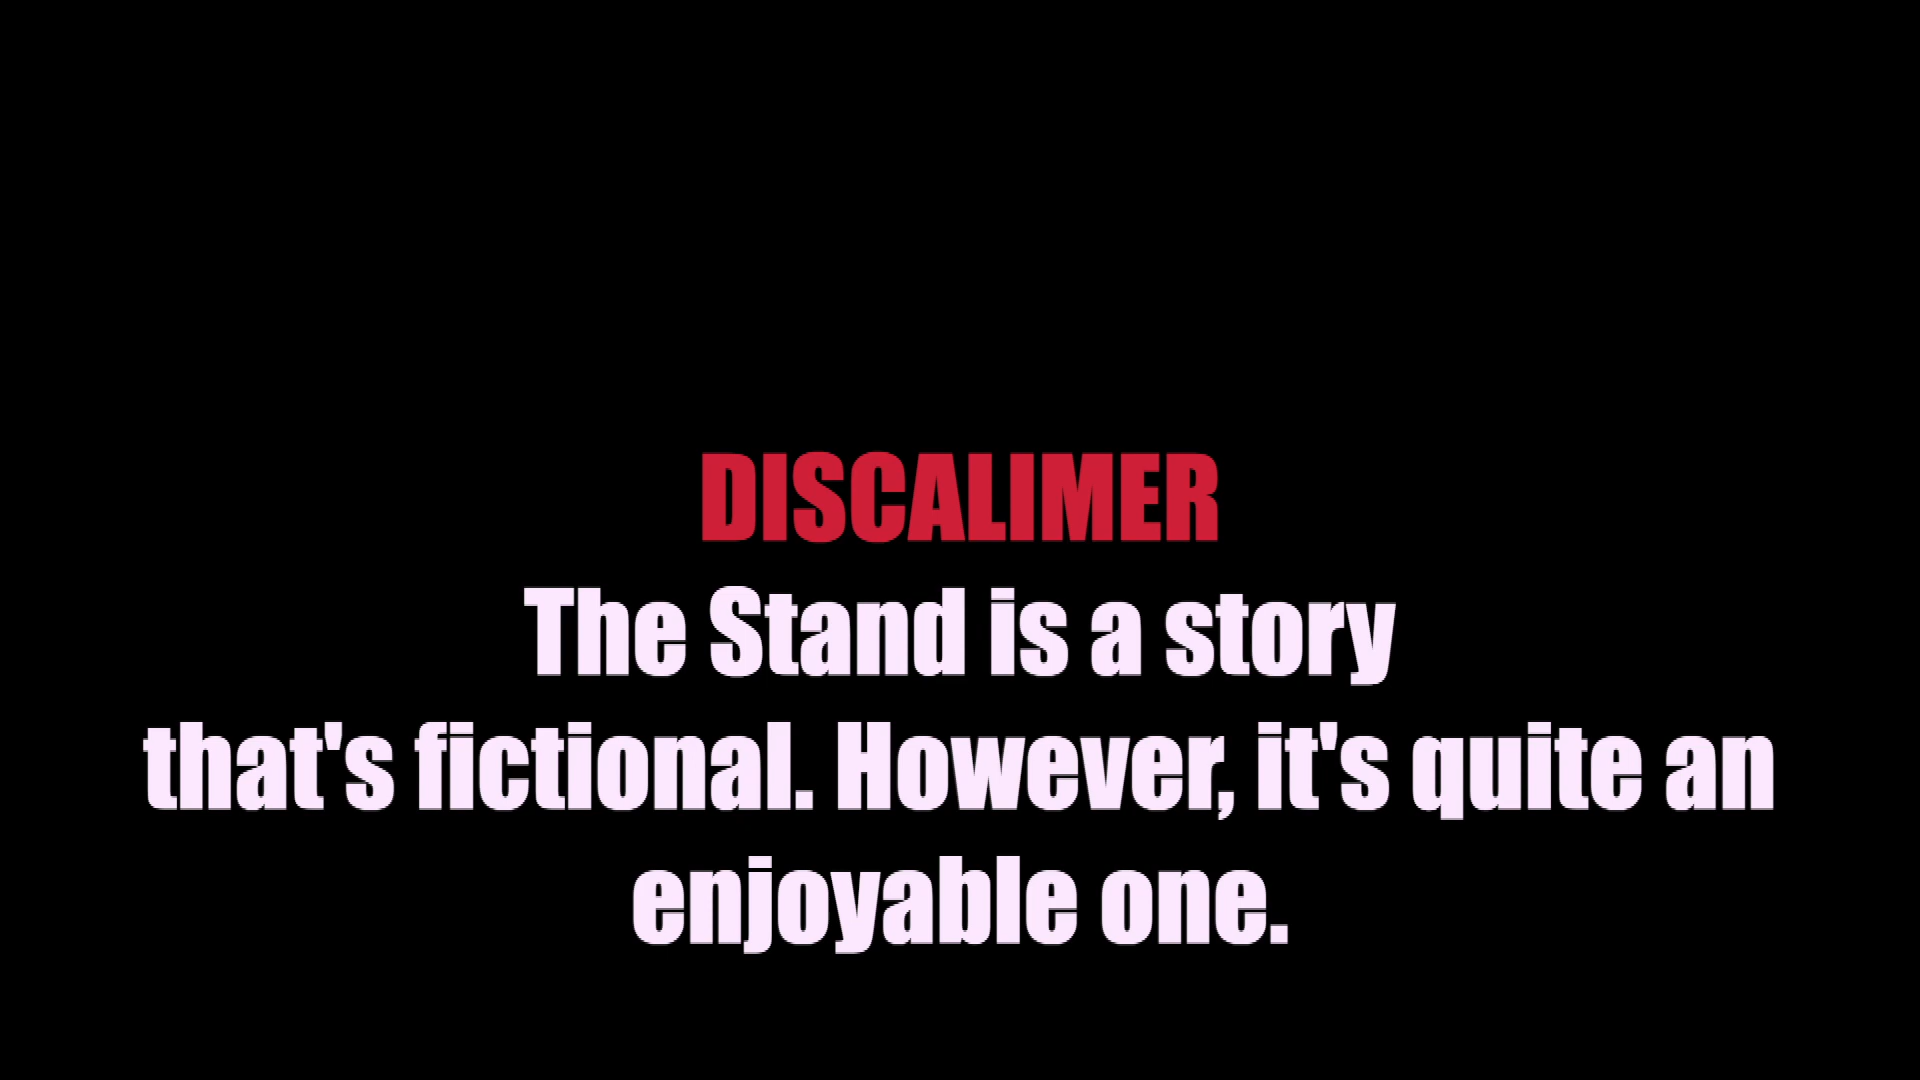 DISCALIMER
The Stand is a story
that's fictional. However, it's quite an
enjoyable one.